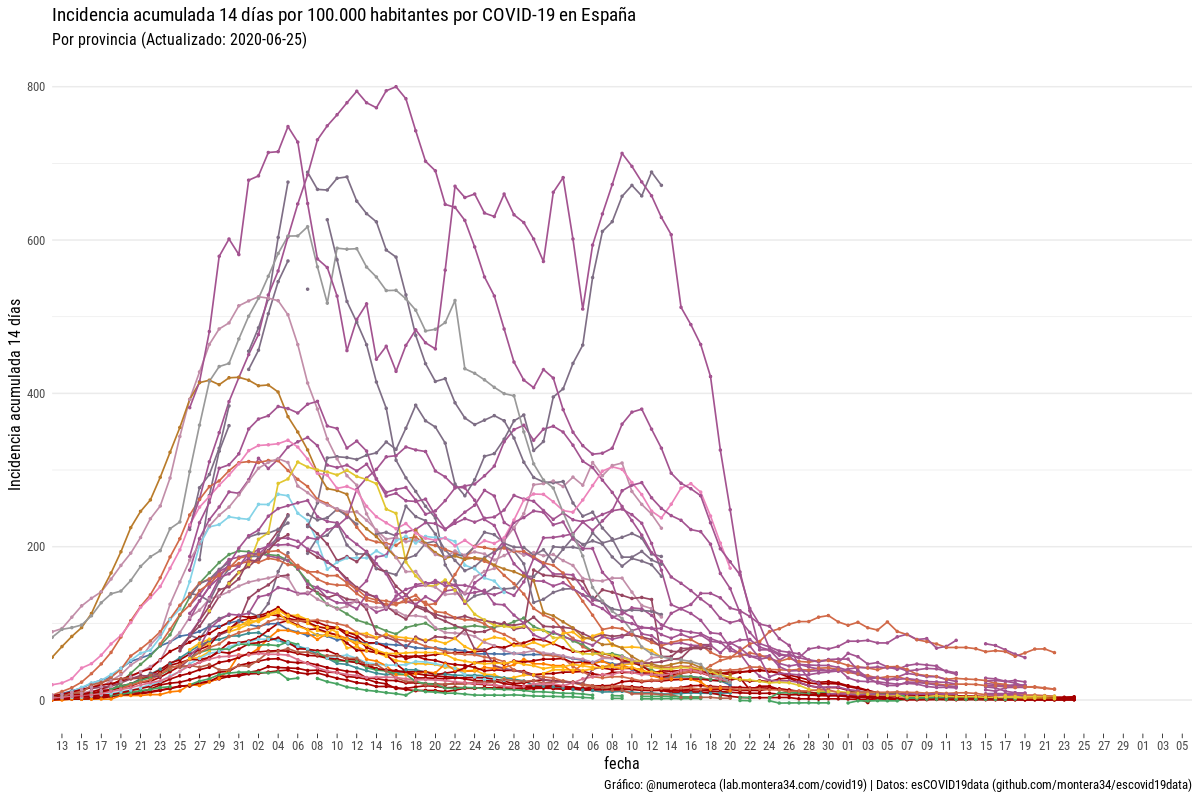 Incidencia acumulada 14 días por 100.000 habitantes por COVID-19 en España
Por provincia (Actualizado: 2020-06-25)
Incidencia acumulada 14 días
800
600
400
200
0
13 15 17 19 21 23 25 27 29 31 02 04 06 08 10 12 14 16 18 20 22 24 26 28 30 02 04 06 08 10 12 14 16 18 20 22 24 26 28 30 01 03 05 07 09 11 13 15 17 19 21 23 25 27 29 01 03 05
fecha
Gráfico: @numeroteca (lab.montera34.com/covid19) | Datos: esCOVID19data (github.com/montera34/escovid19data)